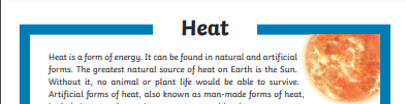 Heat
Heat is a form of energy. It can be found in natural and artificial
forms. The greatest natural source of heat on Earth is the Sun.
Without it, no animal or plant life would be able to survive.
Artificial forms of heat, also known as man-made forms of heat,